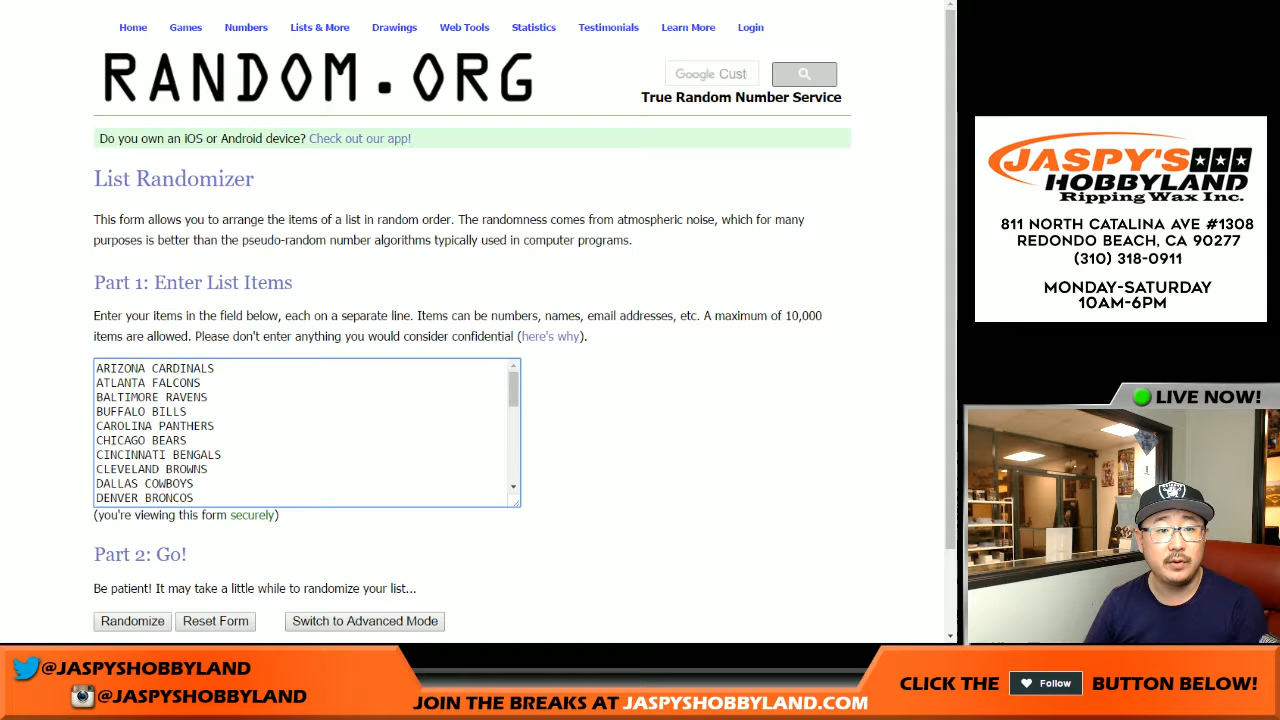 Home Games Numbers Lists & More Drawings Web Tools Statistics Testimonials Learn More Login
RANDOM.ORG
Google Cust
True Random Number Service
Do you own an iOS or Android device? Check out our app!
List Randomizer
This form allows you to arrange the items of a list in random order. The randomness comes from atmospheric noise, which for many
purposes is better than the pseudo-random number algorithms typically used in computer programs.
Part 1: Enter List Items
Enter your items in the field below, each on a separate line. Items can be numbers, names, email addresses, etc. A maximum of 10,000
items are allowed. Please don't enter anything you would consider confidential (here's why).
ARIZONA CARDINALS
ATLANTA FALCONS
BALTIMORE RAVENS
BUFFALO BILLS
CAROLINA PANTHERS
CHICAGO BEARS
CINCINNATI BENGALS
CLEVELAND BROWNS
DALLAS COWBOYS
DENVER BRONCOS
(you're viewing this form securely)
Part 2: Go!
Be patient! It may take a little while to randomize your list...
Randomize Reset Form Switch to Advanced Mode
JASPY'S
HOBBYLAND
Ripping Wax Inc.
811 NORTH CATALINA AVE #1308
REDONDO BEACH, CA 90277
(310) 318-0911
MONDAY-SATURDAY
10AM-6PM
LIVE NOW!
@JASPYSHOBBYLAND
@JASPYSHOBBYLAND
JOIN THE BREAKS AT JASPYSHOBBYLAND.COM
CLICK THE Follow BUTTON BELOW!